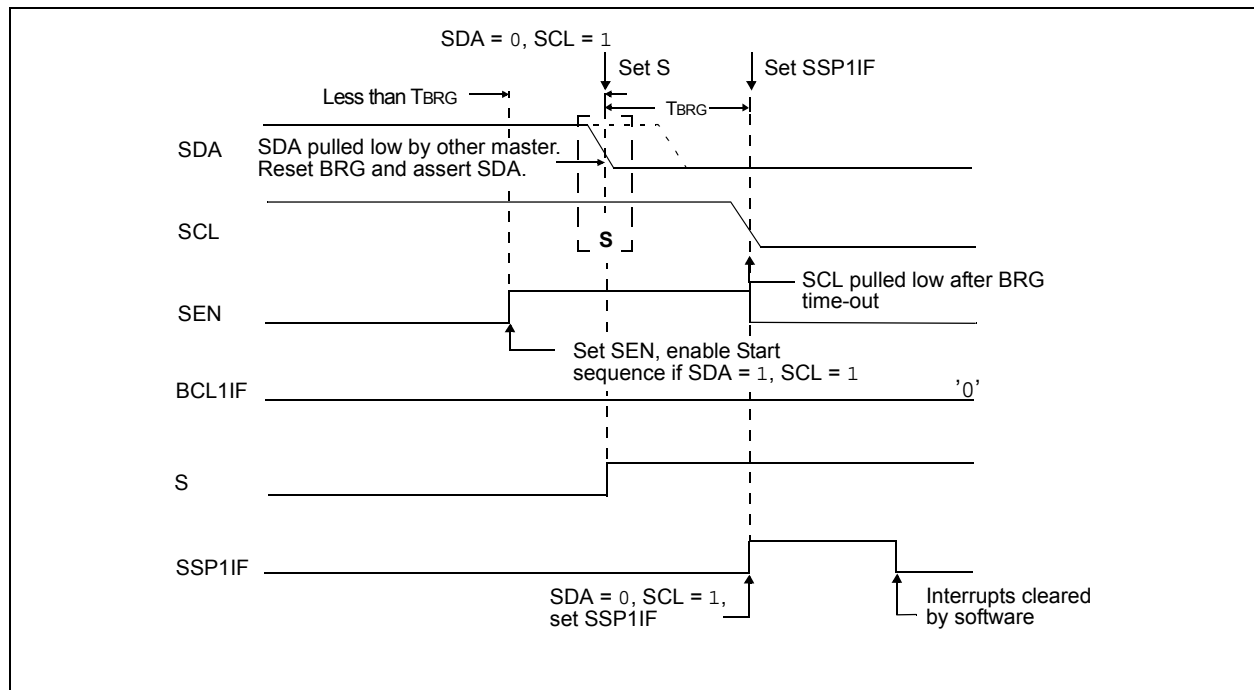 SDA = 0, SCL = 1
Set S
Set SSP1IF
Less than TBRG
TBRG
SDA
SDA pulled low by other master.
Reset BRG and assert SDA.
SCL
S
SCL pulled low after BRG
time-out
SEN
Set SEN, enable Start
sequence if SDA = 1, SCL = 1
BCL1IF
'0'
S
SSP1IF
SDA = 0, SCL = 1,
set SSP1IF
Interrupts cleared
by software